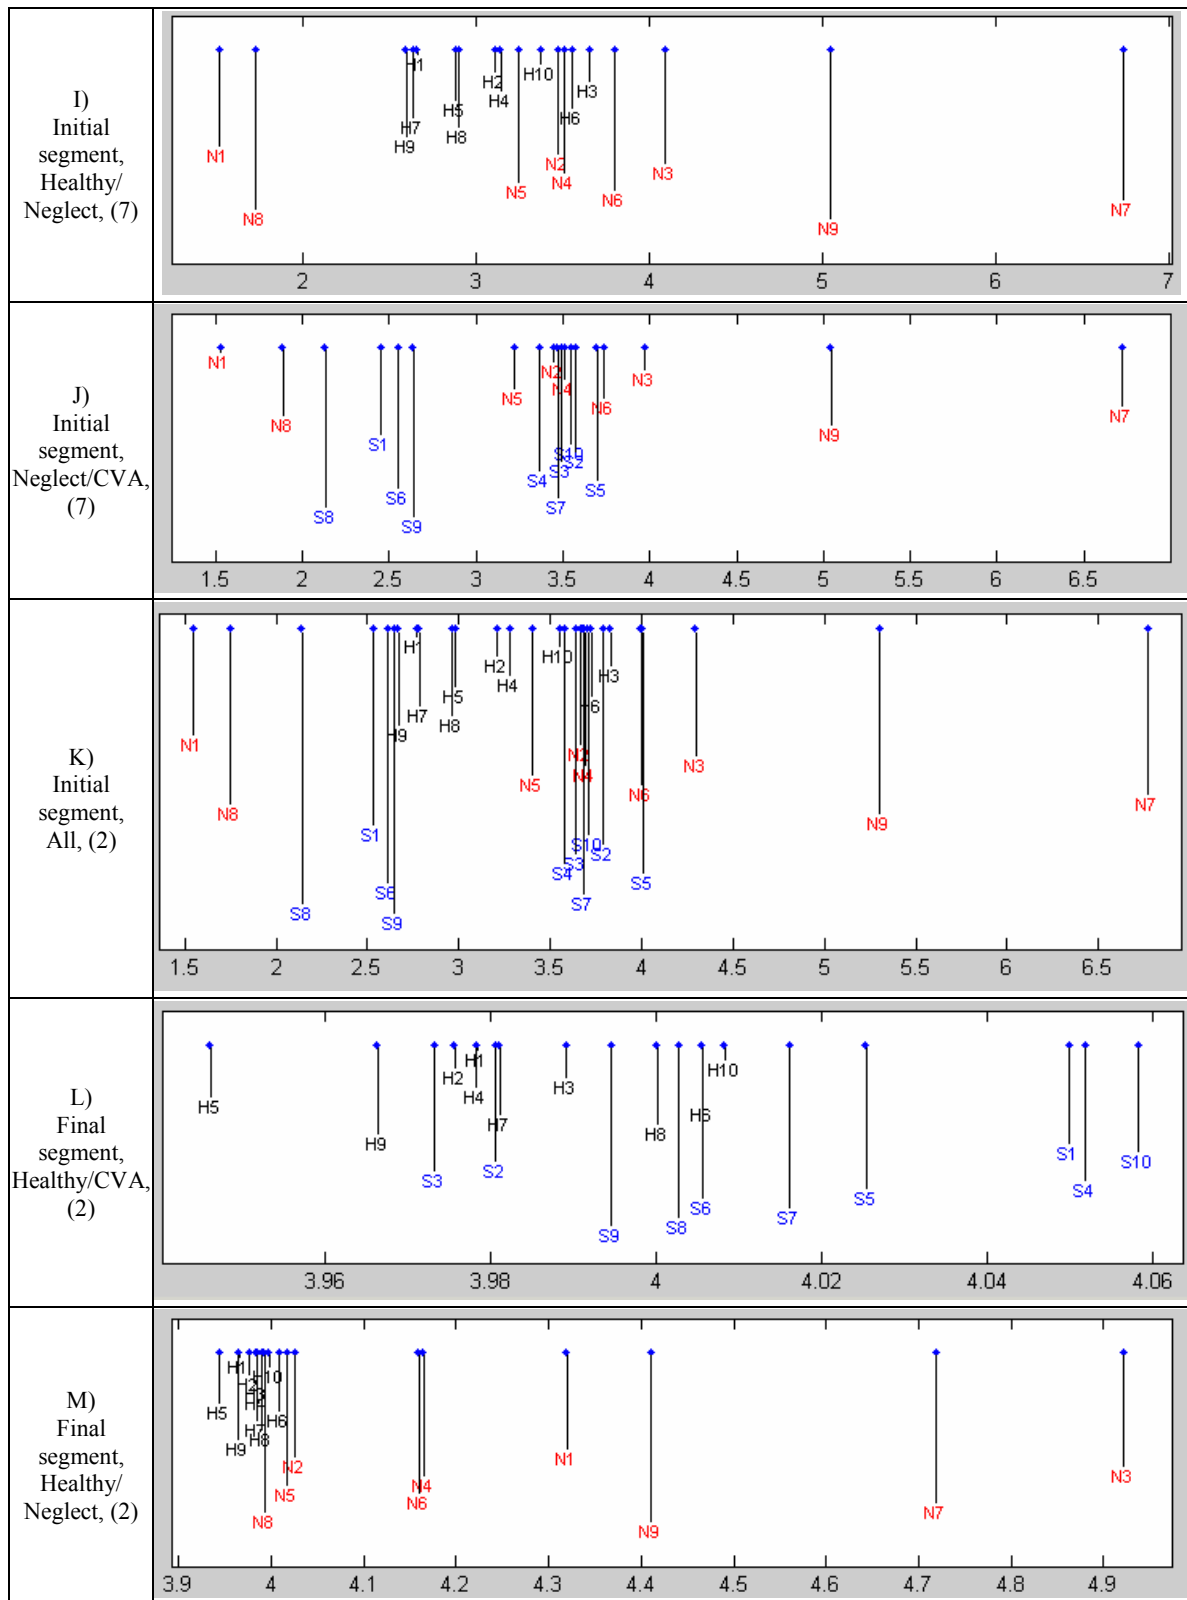 I)
Initial
segment,
Healthy/
Neglect, (7)
H1
H2
H10
H3
H5
H4
H7
H8
H6
H9
N1
N2
N3
N5
N4
N8
N6
N7
N9
2 3 4 5 6 7
J)
Initial
segment,
Neglect/CVA,
(7)
N1
N2
N3
N5
N4
N8
N6
N7
N9
S1
S10
S2
S3
S4
S6
S5
S7
S8
S9
1.5 2 2.5 3 3.5 4 4.5 5 5.5 6 6.5
K)
Initial
segment,
All, (2)
H1
H10
H2
H3
H4
H5
H6
H7
H8
H9
N1
N2
N3
N4
N5
N6
N7
N8
N9
S1
S10
S2
S3
S4
S5
S6
S7
S8
S9
1.5 2 2.5 3 3.5 4 4.5 5 5.5 6 6.5
L)
Final
segment,
Healthy/CVA,
(2)
H1
H10
H2
H3
H4
H5
H6
H7
H8
H9
S1
S10
S2
S3
S4
S5
S6
S7
S8
S9
3.96 3.98 4 4.02 4.04 4.06
M)
Final
segment,
Healthy/
Neglect, (2)
H1
H5
H6
H8
H9
N1
N2
N3
N4
N5
N6
N7
N8
N9
3.9 4 4.1 4.2 4.3 4.4 4.5 4.6 4.7 4.8 4.9